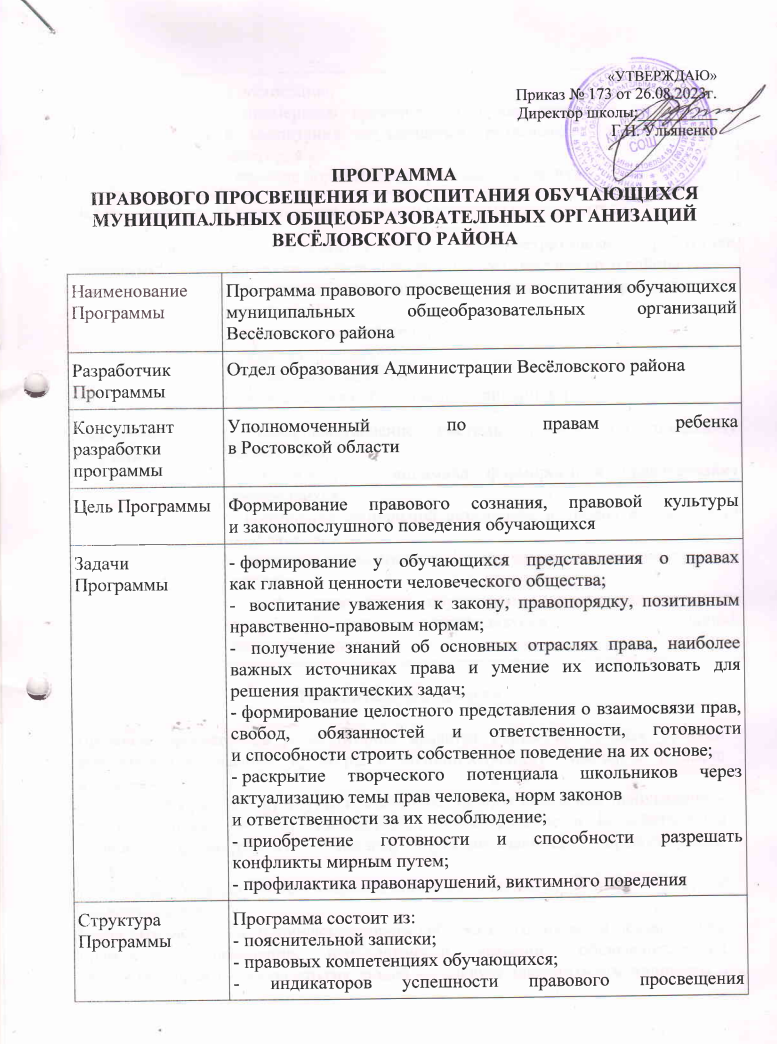 «УТВЕРЖДАЮ»
Приказ № 173 от 26.08.2023г.
Директор школы:
Г.Н. Ульяненко
СОШ
ПРОГРАММА
ПРАВОВОГО ПРОСВЕЩЕНИЯ И ВОСПИТАНИЯ ОБУЧАЮЩИХСЯ
МУНИЦИПАЛЬНЫХ ОБЩЕОБРАЗОВАТЕЛЬНЫХ ОРГАНИЗАЦИЙ
ВЕСЁЛОВСКОГО РАЙОНА
Наименование
Программы
Программа правового просвещения и воспитания обучающихся
муниципальных общеобразовательных организаций
Весёловского района
Разработчик
Программы
Отдел образования Администрации Весёловского района
Консультант
разработки
программы
Уполномоченный по правам ребенка
в Ростовской области
Цель Программы
Формирование правового сознания, правовой культуры
и законопослушного поведения обучающихся
Задачи
Программы
- формирование у обучающихся представления о правах
как главной ценности человеческого общества;
- воспитание уважения к закону, правопорядку, позитивным
нравственно-правовым нормам;
- получение знаний об основных отраслях права, наиболее
важных источниках права и умение их использовать для
решения практических задач;
- формирование целостного представления о взаимосвязи прав,
свобод, обязанностей и ответственности, готовности
и способности строить собственное поведение на их основе;
- раскрытие творческого потенциала школьников через
актуализацию темы прав человека, норм законов
и ответственности за их несоблюдение;
- приобретение готовности и способности разрешать
конфликты мирным путем;
- профилактика правонарушений, виктимного поведения
Структура
Программы
Программа состоит из:
- пояснительной записки;
- правовых компетенциях обучающихся;
- индикаторов успешности правового просвещения